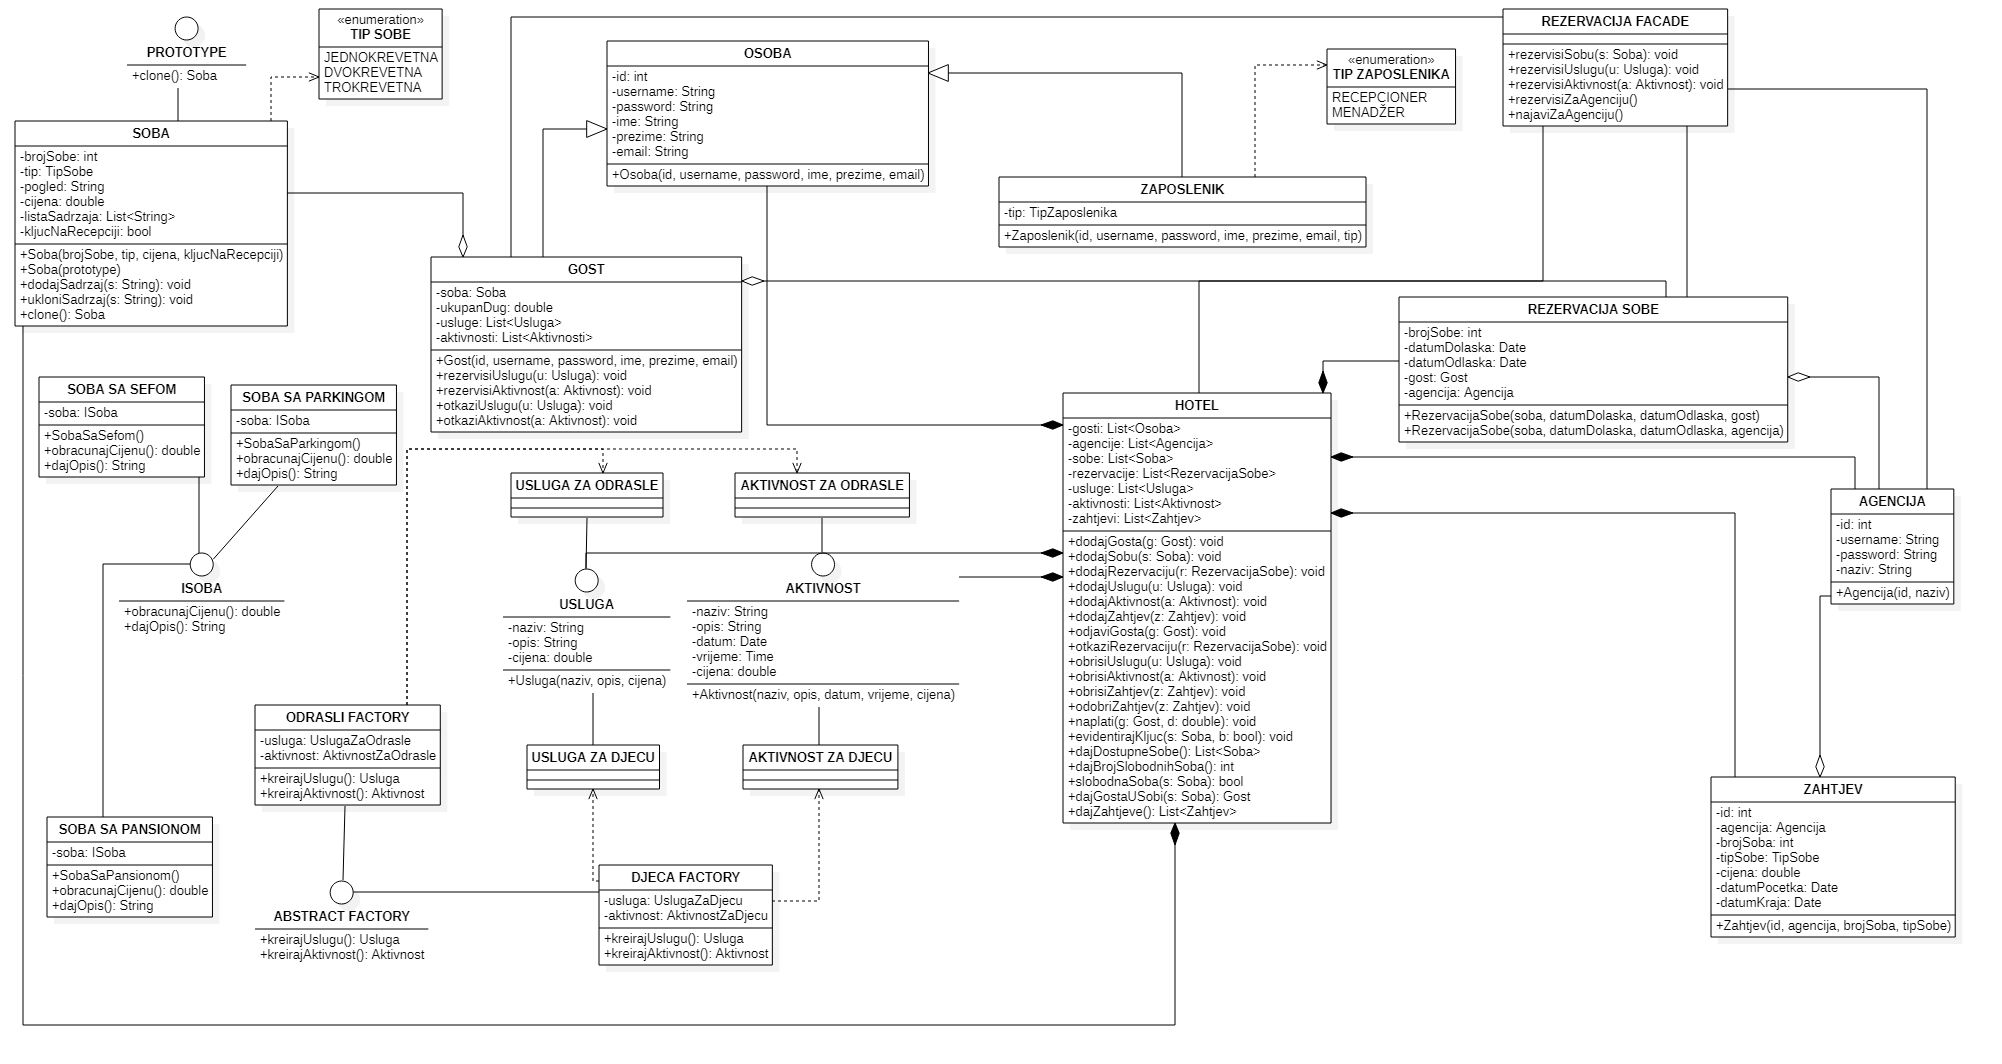 PROTOTYPE
+clone(): Soba
«enumeration»
TIP SOBE
JEDNOKREVETNA
DVOKREVETNA
TROKREVETNA
SOBA
-brojSobe: int
-tip: TipSobe
-pogled: String
-cijena: double
-listaSadrzaja: List<String>
-kljucNaRecepciji: bool
+Soba(brojSobe, tip, cijena, kljucNaRecepciji)
+Soba(prototype)
+dodajSadrzaj(s: String): void
+ukloniSadrzaj(s: String): void
+clone(): Soba
OSOBA
-id: int
-username: String
-password: String
-ime: String
-prezime: String
-email: String
+Osoba(id, username, password, ime, prezime, email)
«enumeration»
TIP ZAPOSLENIKA
RECEPCIONER
MENADŽER
REZERVACIJA FACADE
+rezervisiSobu(s: Soba): void
+rezervisiUslugu(u: Usluga): void
+rezervisiAktivnost(a: Aktivnost): void
+rezervisiZaAgenciju()
+najaviZaAgenciju()
ZAPOSLENIK
-tip: TipZaposlenika
+Zaposlenik(id, username, password, ime, prezime, email, tip)
GOST
-soba: Soba
-ukupanDug: double
-usluge: List<Usluga>
-aktivnosti: List<Aktivnosti>
+Gost(id, username, password, ime, prezime, email)
+rezervisiUslugu(u: Usluga): void
+rezervisiAktivnost(a: Aktivnost): void
+otkaziUslugu(u: Usluga): void
+otkaziAktivnost(a: Aktivnost): void
REZERVACIJA SOBE
-brojSobe: int
-datumDolaska: Date
-datumOdlaska: Date
-gost: Gost
-agencija: Agencija
+RezervacijaSobe(soba, datumDolaska, datumOdlaska, gost)
+RezervacijaSobe(soba, datumDolaska, datumOdlaska, agencija)
SOBA SA SEFOM
-soba: ISoba
+SobaSaSefom()
+obracunajCijenu(): double
+dajOpis(): String
SOBA SA PARKINGOM
-soba: ISoba
+SobaSaParkingom()
+obracunajCijenu(): double
+dajOpis(): String
HOTEL
-gosti: List<Osoba>
-agencije: List<Agencija>
-sobe: List<Soba>
-rezervacije: List<RezervacijaSobe>
-usluge: List<Usluga>
-aktivnosti: List<Aktivnost>
-zahtjevi: List<Zahtjev>
+dodajGosta(g: Gost): void
+dodajSobu(s: Soba): void
+dodajRezervaciju(r: RezervacijaSobe): void
+dodajUslugu(u: Usluga): void
+dodajAktivnost(a: Aktivnost): void
+dodajZahtjev(z: Zahtjev): void
+odjaviGosta(g: Gost): void
+otkaziRezervaciju(r: RezervacijaSobe): void
+obrisiUslugu(u: Usluga): void
+obrisiAktivnost(a: Aktivnost): void
+obrisiZahtjev(z: Zahtjev): void
+odobriZahtjev(z: Zahtjev): void
+naplati(g: Gost, d: double): void
+evidentirajKljuc(s: Soba, b: bool): void
+dajDostupneSobe(): List<Soba>
+dajBrojSlobodnihSoba(): int
+slobodnaSoba(s: Soba): bool
+dajGostaUSobi(s: Soba): Gost
+dajZahtjeve(): List<Zahtjev>
USLUGA ZA ODRASLE
AKTIVNOST ZA ODRASLE
AGENCIJA
-id: int
-username: String
-password: String
-naziv: String
+Agencija(id, naziv)
ISOBA
+obracunajCijenu(): double
+dajOpis(): String
USLUGA
-naziv: String
-opis: String
-cijena: double
+Usluga(naziv, opis, cijena)
AKTIVNOST
-naziv: String
-opis: String
-datum: Date
-vrijeme: Time
-cijena: double
+Aktivnost(naziv, opis, datum, vrijeme, cijena)
ODRASLI FACTORY
-usluga: UslugaZaOdrasle
-aktivnost: AktivnostZaOdrasle
+kreirajUslugu(): Usluga
+kreirajAktivnost(): Aktivnost
USLUGA ZA DJECU
AKTIVNOST ZA DJECU
ZAHTJEV
-id: int
-agencija: Agencija
-brojSoba: int
-tipSobe: TipSobe
-cijena: double
-datumPocetka: Date
-datumKraja: Date
+Zahtjev(id, agencija, brojSoba, tipSobe)
SOBA SA PANSIONOM
-soba: ISoba
+SobaSaPansionom()
+obracunajCijenu(): double
+dajOpis(): String
ABSTRACT FACTORY
+kreirajUslugu(): Usluga
+kreirajAktivnost(): Aktivnost
DJECA FACTORY
-usluga: UslugaZaDjecu
-aktivnost: AktivnostZaDjecu
+kreirajUslugu(): Usluga
+kreirajAktivnost(): Aktivnost